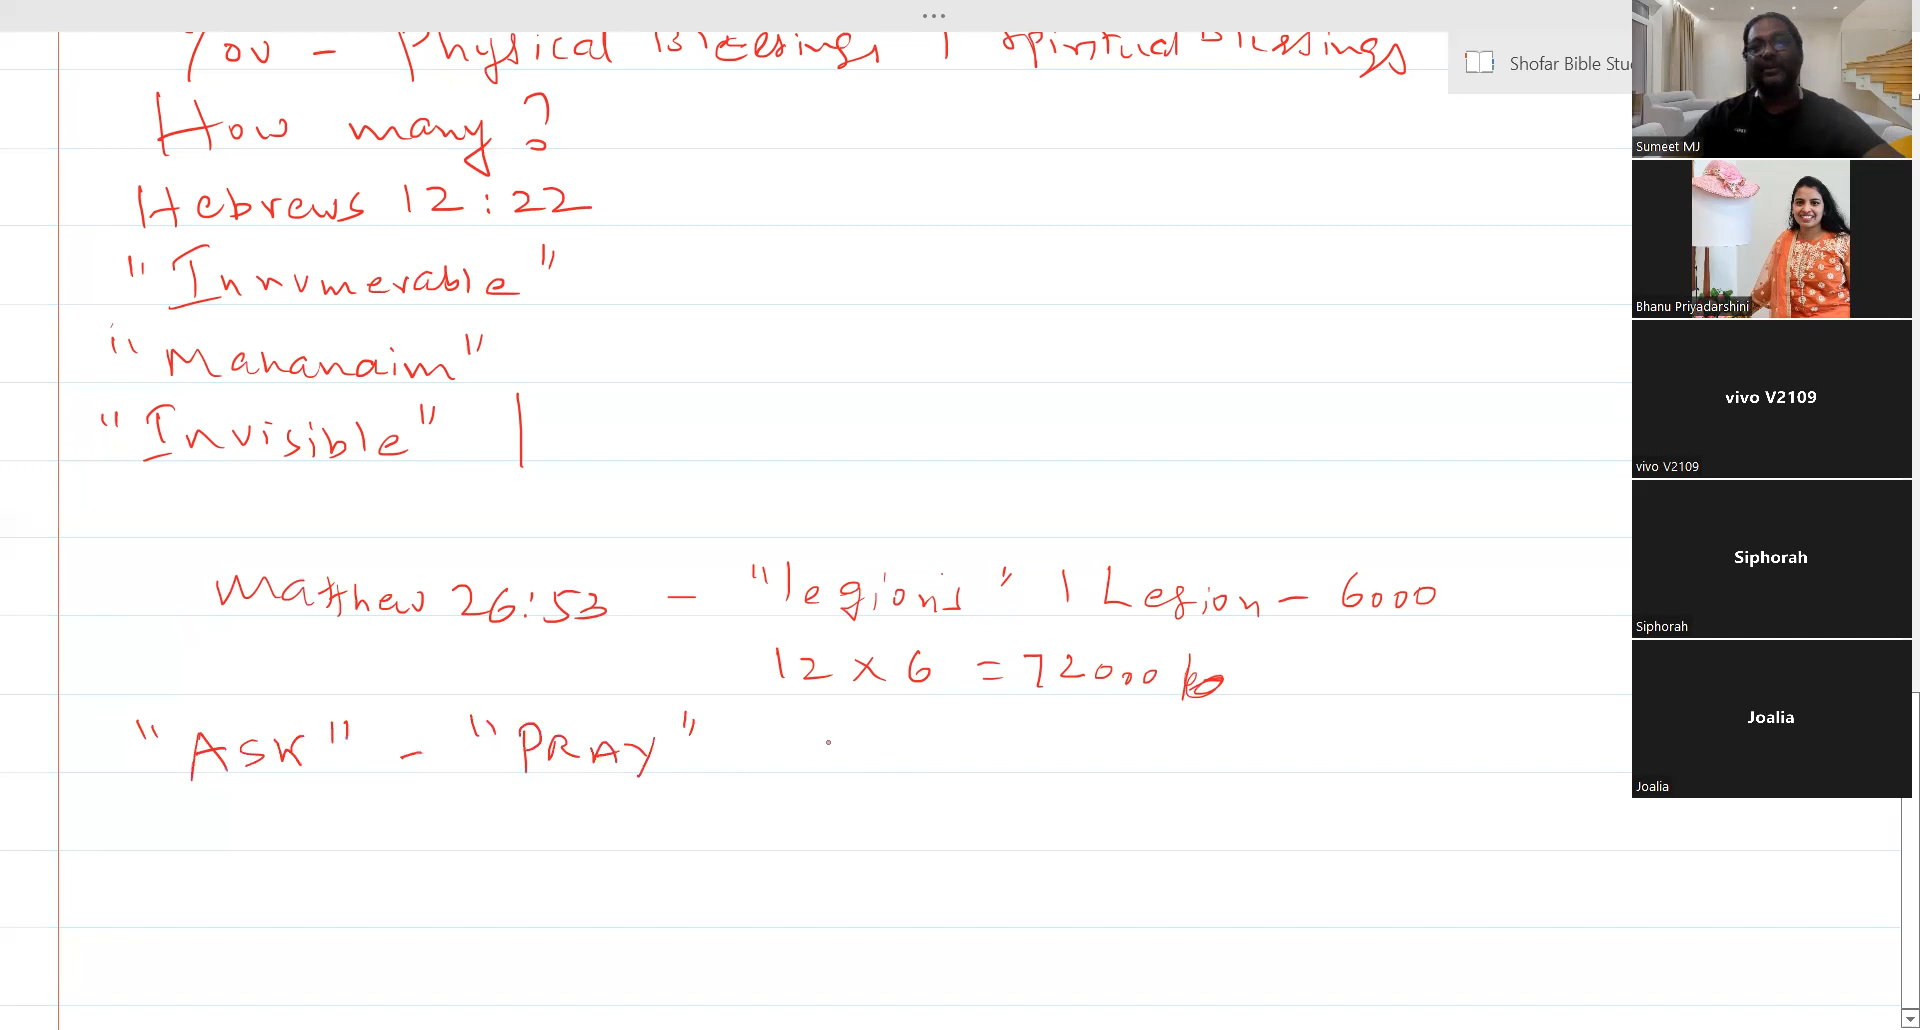 You - Physical Blessings | Spiritual Blessings
Shofar Bible Stu
How many?
Hebrews 12:22
"Innumerable"
"Mahanaim"
"Invisible" |
Matthew 26:53 - "legions" 1 Legion - 6000
12 x 6 = 72000
"ASK" - "PRAY"
Sumeet MJ
Bhanu Priyadarshini
vivo V2109
vivo V2109
Siphorah
Siphorah
Joalia
Joalia